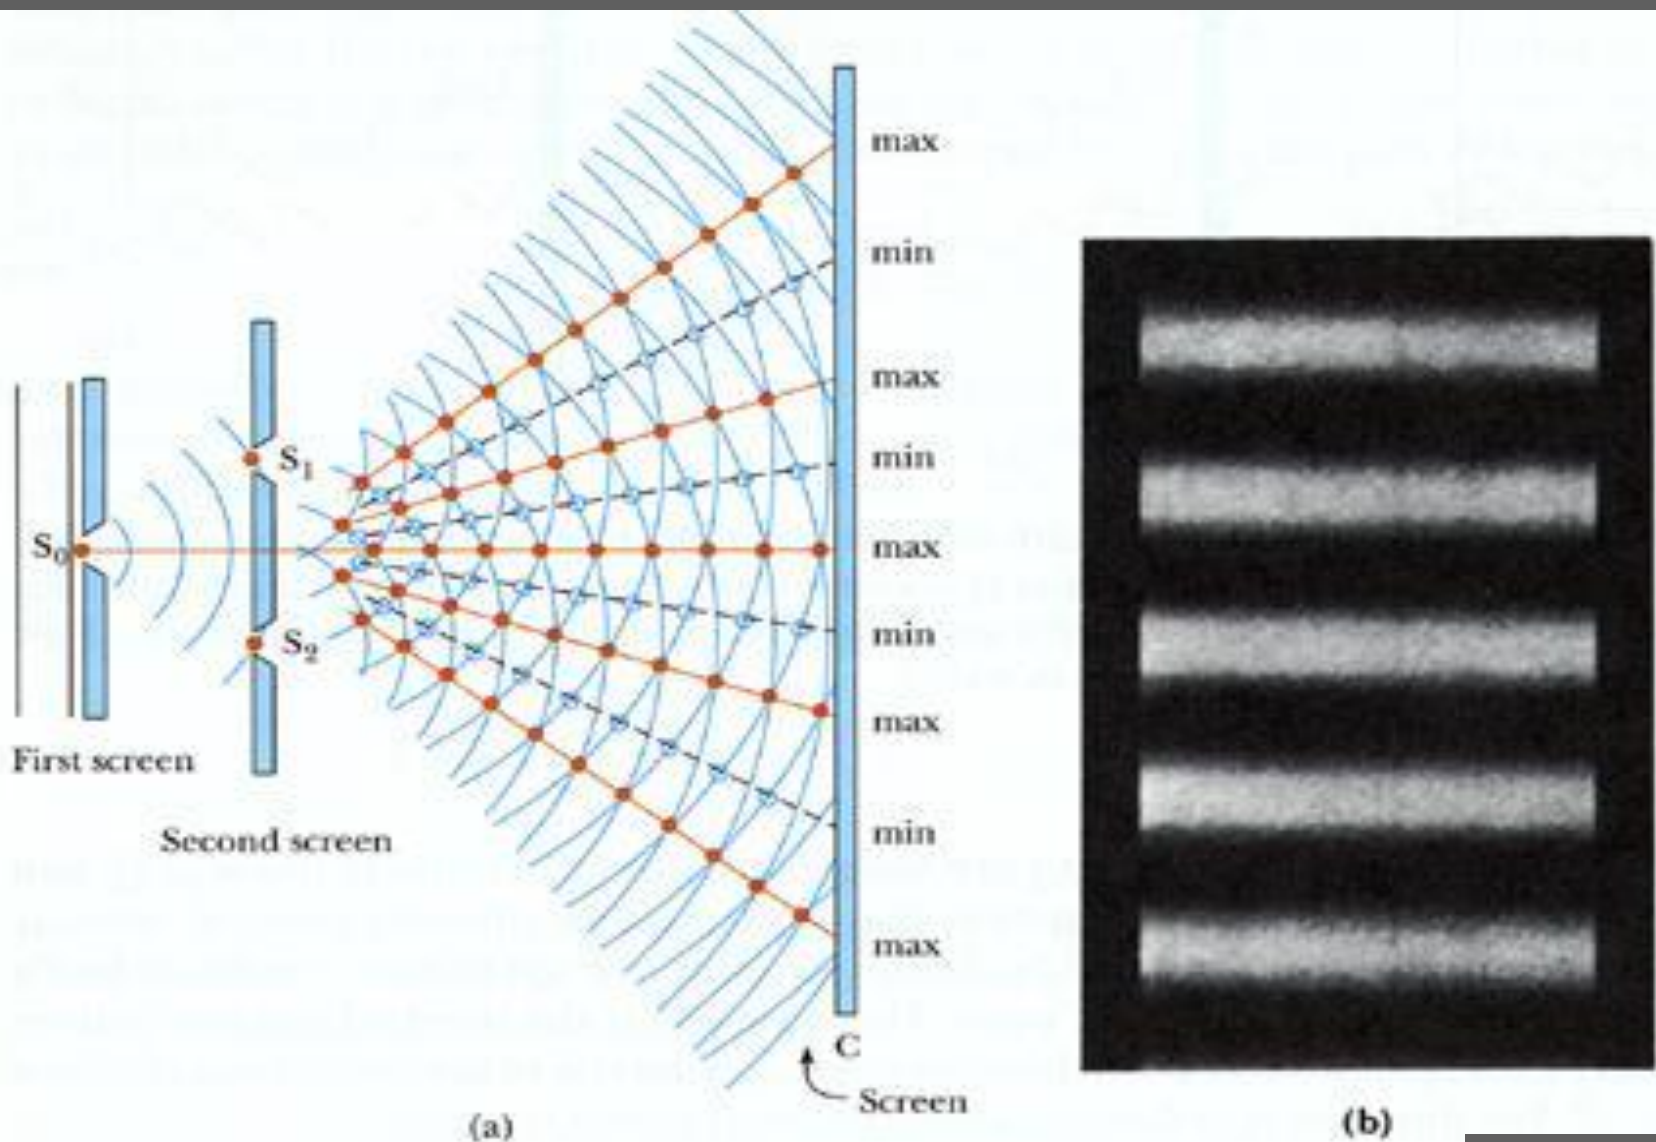 max
min
max
min
max
min
max
min
max
S₀
S₁
S₂
First screen
Second screen
C
Screen
(a)
(b)